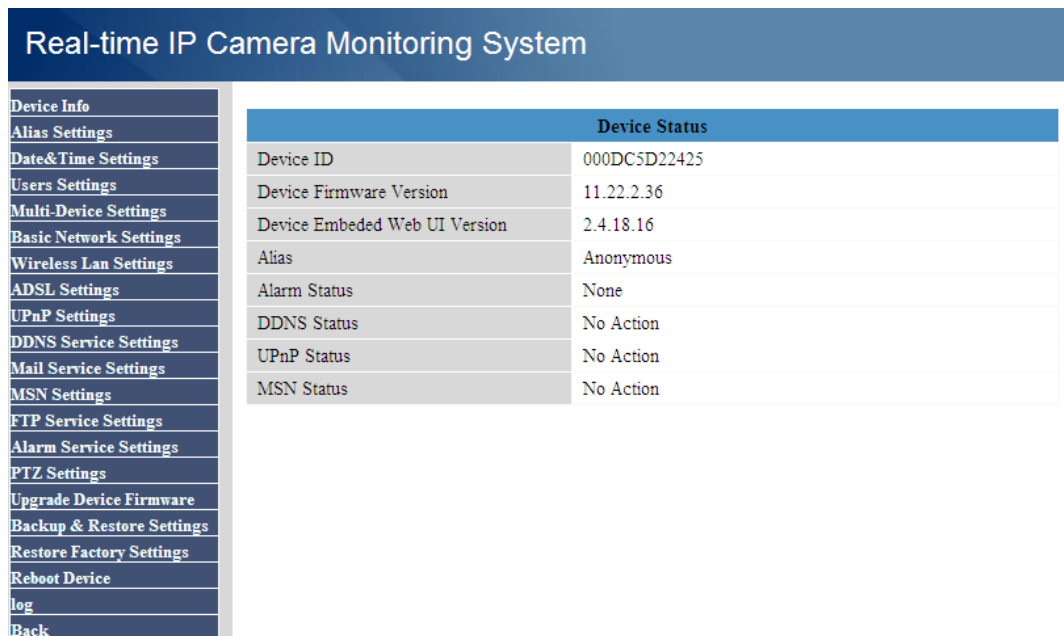 Real-time IP Camera Monitoring System
Device Info
Alias Settings
Date&Time Settings
Users Settings
Multi-Device Settings
Basic Network Settings
Wireless Lan Settings
ADSL Settings
UPnP Settings
DDNS Service Settings
Mail Service Settings
MSN Settings
FTP Service Settings
Alarm Service Settings
PTZ Settings
Upgrade Device Firmware
Backup & Restore Settings
Restore Factory Settings
Reboot Device
log
Back
Device Status
Device ID 000DC5D22425
Device Firmware Version 11.22.2.36
Device Embeded Web UI Version 2.4.18.16
Alias Anonymous
Alarm Status None
DDNS Status No Action
UPnP Status No Action
MSN Status No Action